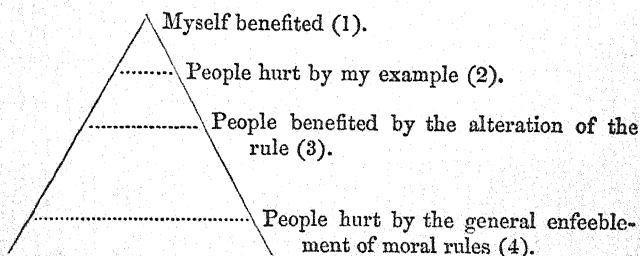 Myself benefited (1).
People hurt by my example (2).
People benefited by the alteration of the
rule (3).
People hurt by the general enfeeble-
ment of moral rules (4).